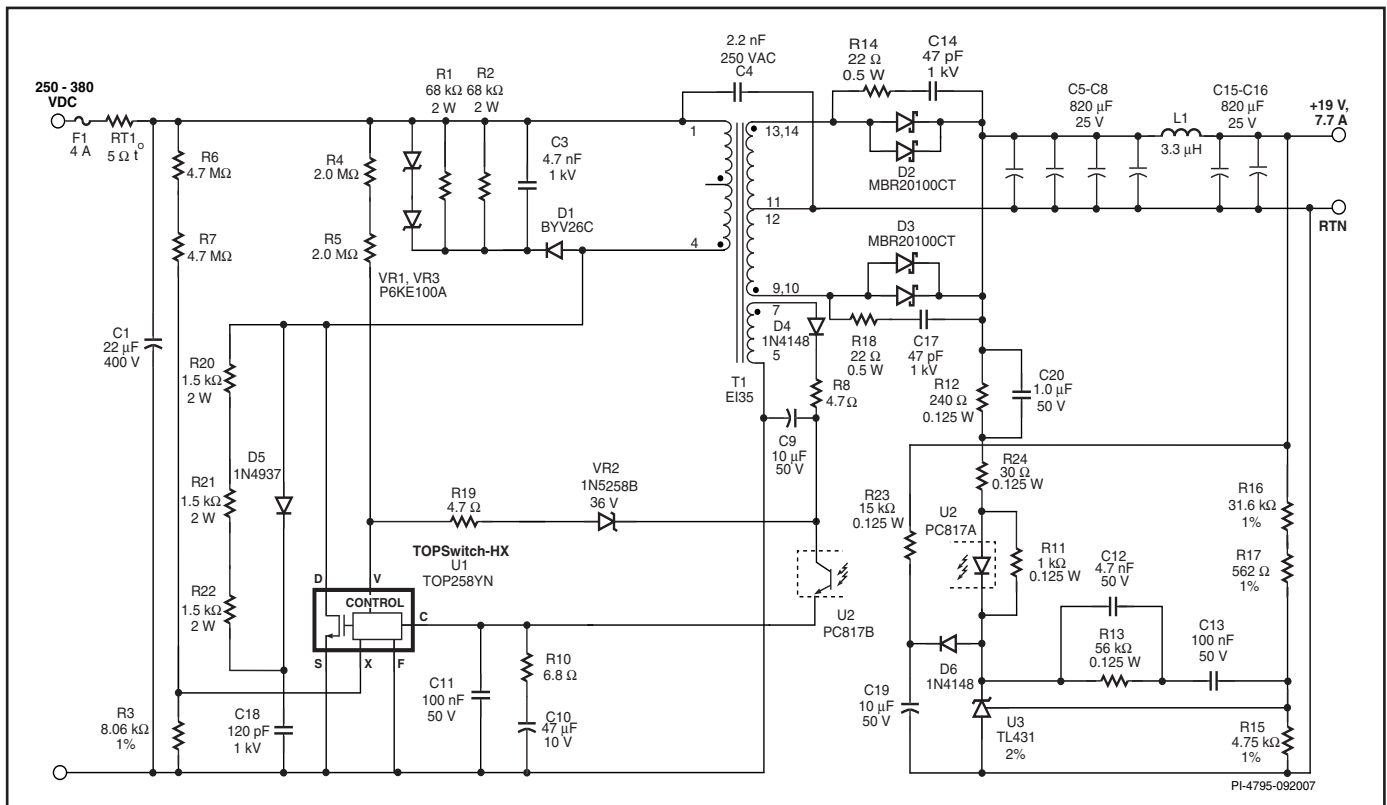 250 - 380
VDC
F1
4 A
RT1
5 Ω
t°
C1
22 μF
400 V
R6
4.7 MΩ
R7
4.7 MΩ
R3
8.06 kΩ
1%
R4
2.0 MΩ
R5
2.0 MΩ
VR1, VR3
P6KE100A
R1
68 kΩ
2 W
R2
68 kΩ
2 W
C3
4.7 nF
1 kV
D1
BYV26C
2.2 nF
250 VAC
C4
1
4
13,14
11
12
9,10
7
5
T1
EI35
R14
22 Ω
0.5 W
C14
47 pF
1 kV
D2
MBR20100CT
D3
MBR20100CT
C5-C8
820 μF
25 V
L1
3.3 μH
C15-C16
820 μF
25 V
+19 V,
7.7 A
RTN
D4
1N4148
R8
4.7 Ω
R18
22 Ω
0.5 W
C17
47 pF
1 kV
R12
240 Ω
0.125 W
C20
1.0 μF
50 V
C9
10 μF
50 V
R20
1.5 kΩ
2 W
R21
1.5 kΩ
2 W
R22
1.5 kΩ
2 W
D5
1N4937
C18
120 pF
1 kV
R19
4.7 Ω
VR2
1N5258B
36 V
TOPSwitch-HX
U1
TOP258YN
D
V
CONTROL
C
S
X
F
C11
100 nF
50 V
R10
6.8 Ω
C10
47 μF
10 V
U2
PC817B
R23
15 kΩ
0.125 W
R24
30 Ω
0.125 W
U2
PC817A
R11
1 kΩ
0.125 W
C12
4.7 nF
50 V
R13
56 kΩ
0.125 W
C13
100 nF
50 V
R16
31.6 kΩ
1%
R17
562 Ω
1%
D6
1N4148
C19
10 μF
50 V
U3
TL431
2%
R15
4.75 kΩ
1%
PI-4795-092007